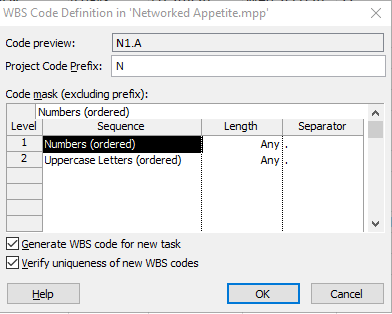 WBS Code Definition in 'Networked Appetite.mpp'
Code preview: N1.A
Project Code Prefix: N
Code mask (excluding prefix):
Numbers (ordered)
Level Sequence Length Separator
1 Numbers (ordered) Any .
2 Uppercase Letters (ordered) Any .
Generate WBS code for new task
Verify uniqueness of new WBS codes
Help OK Cancel